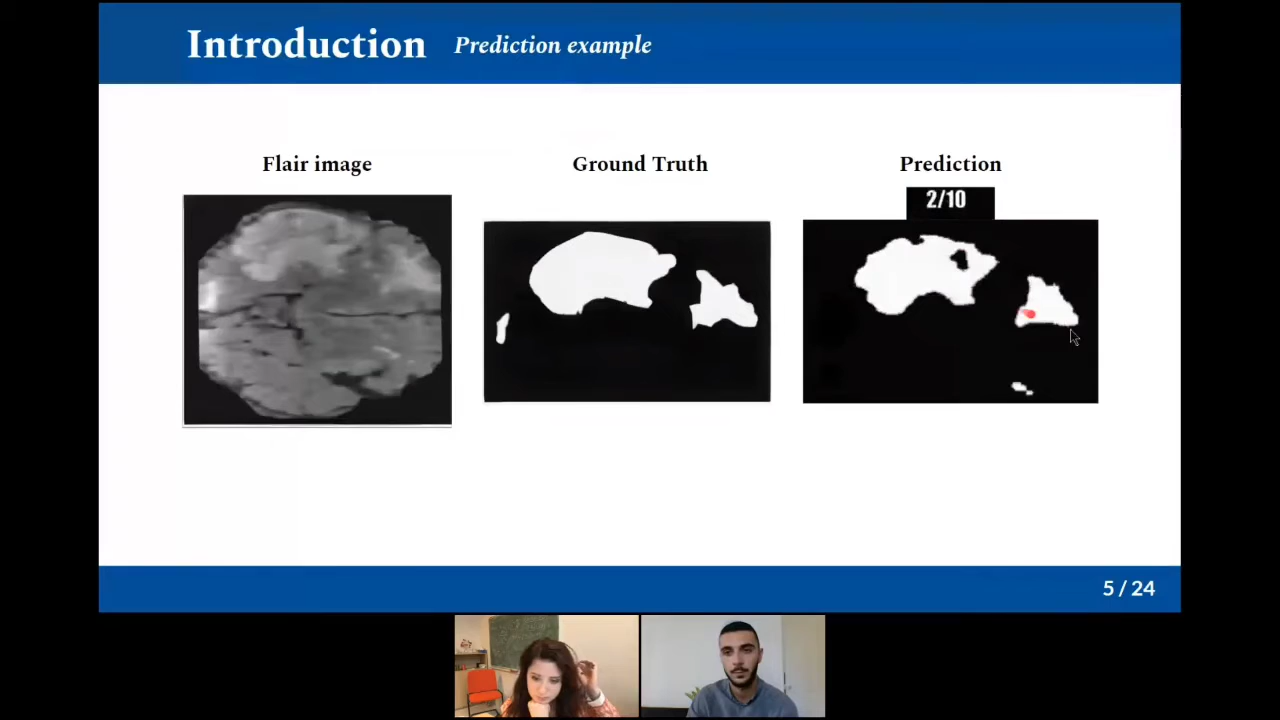 Introduction Prediction example
Flair image
Ground Truth
Prediction
2/10
5 / 24